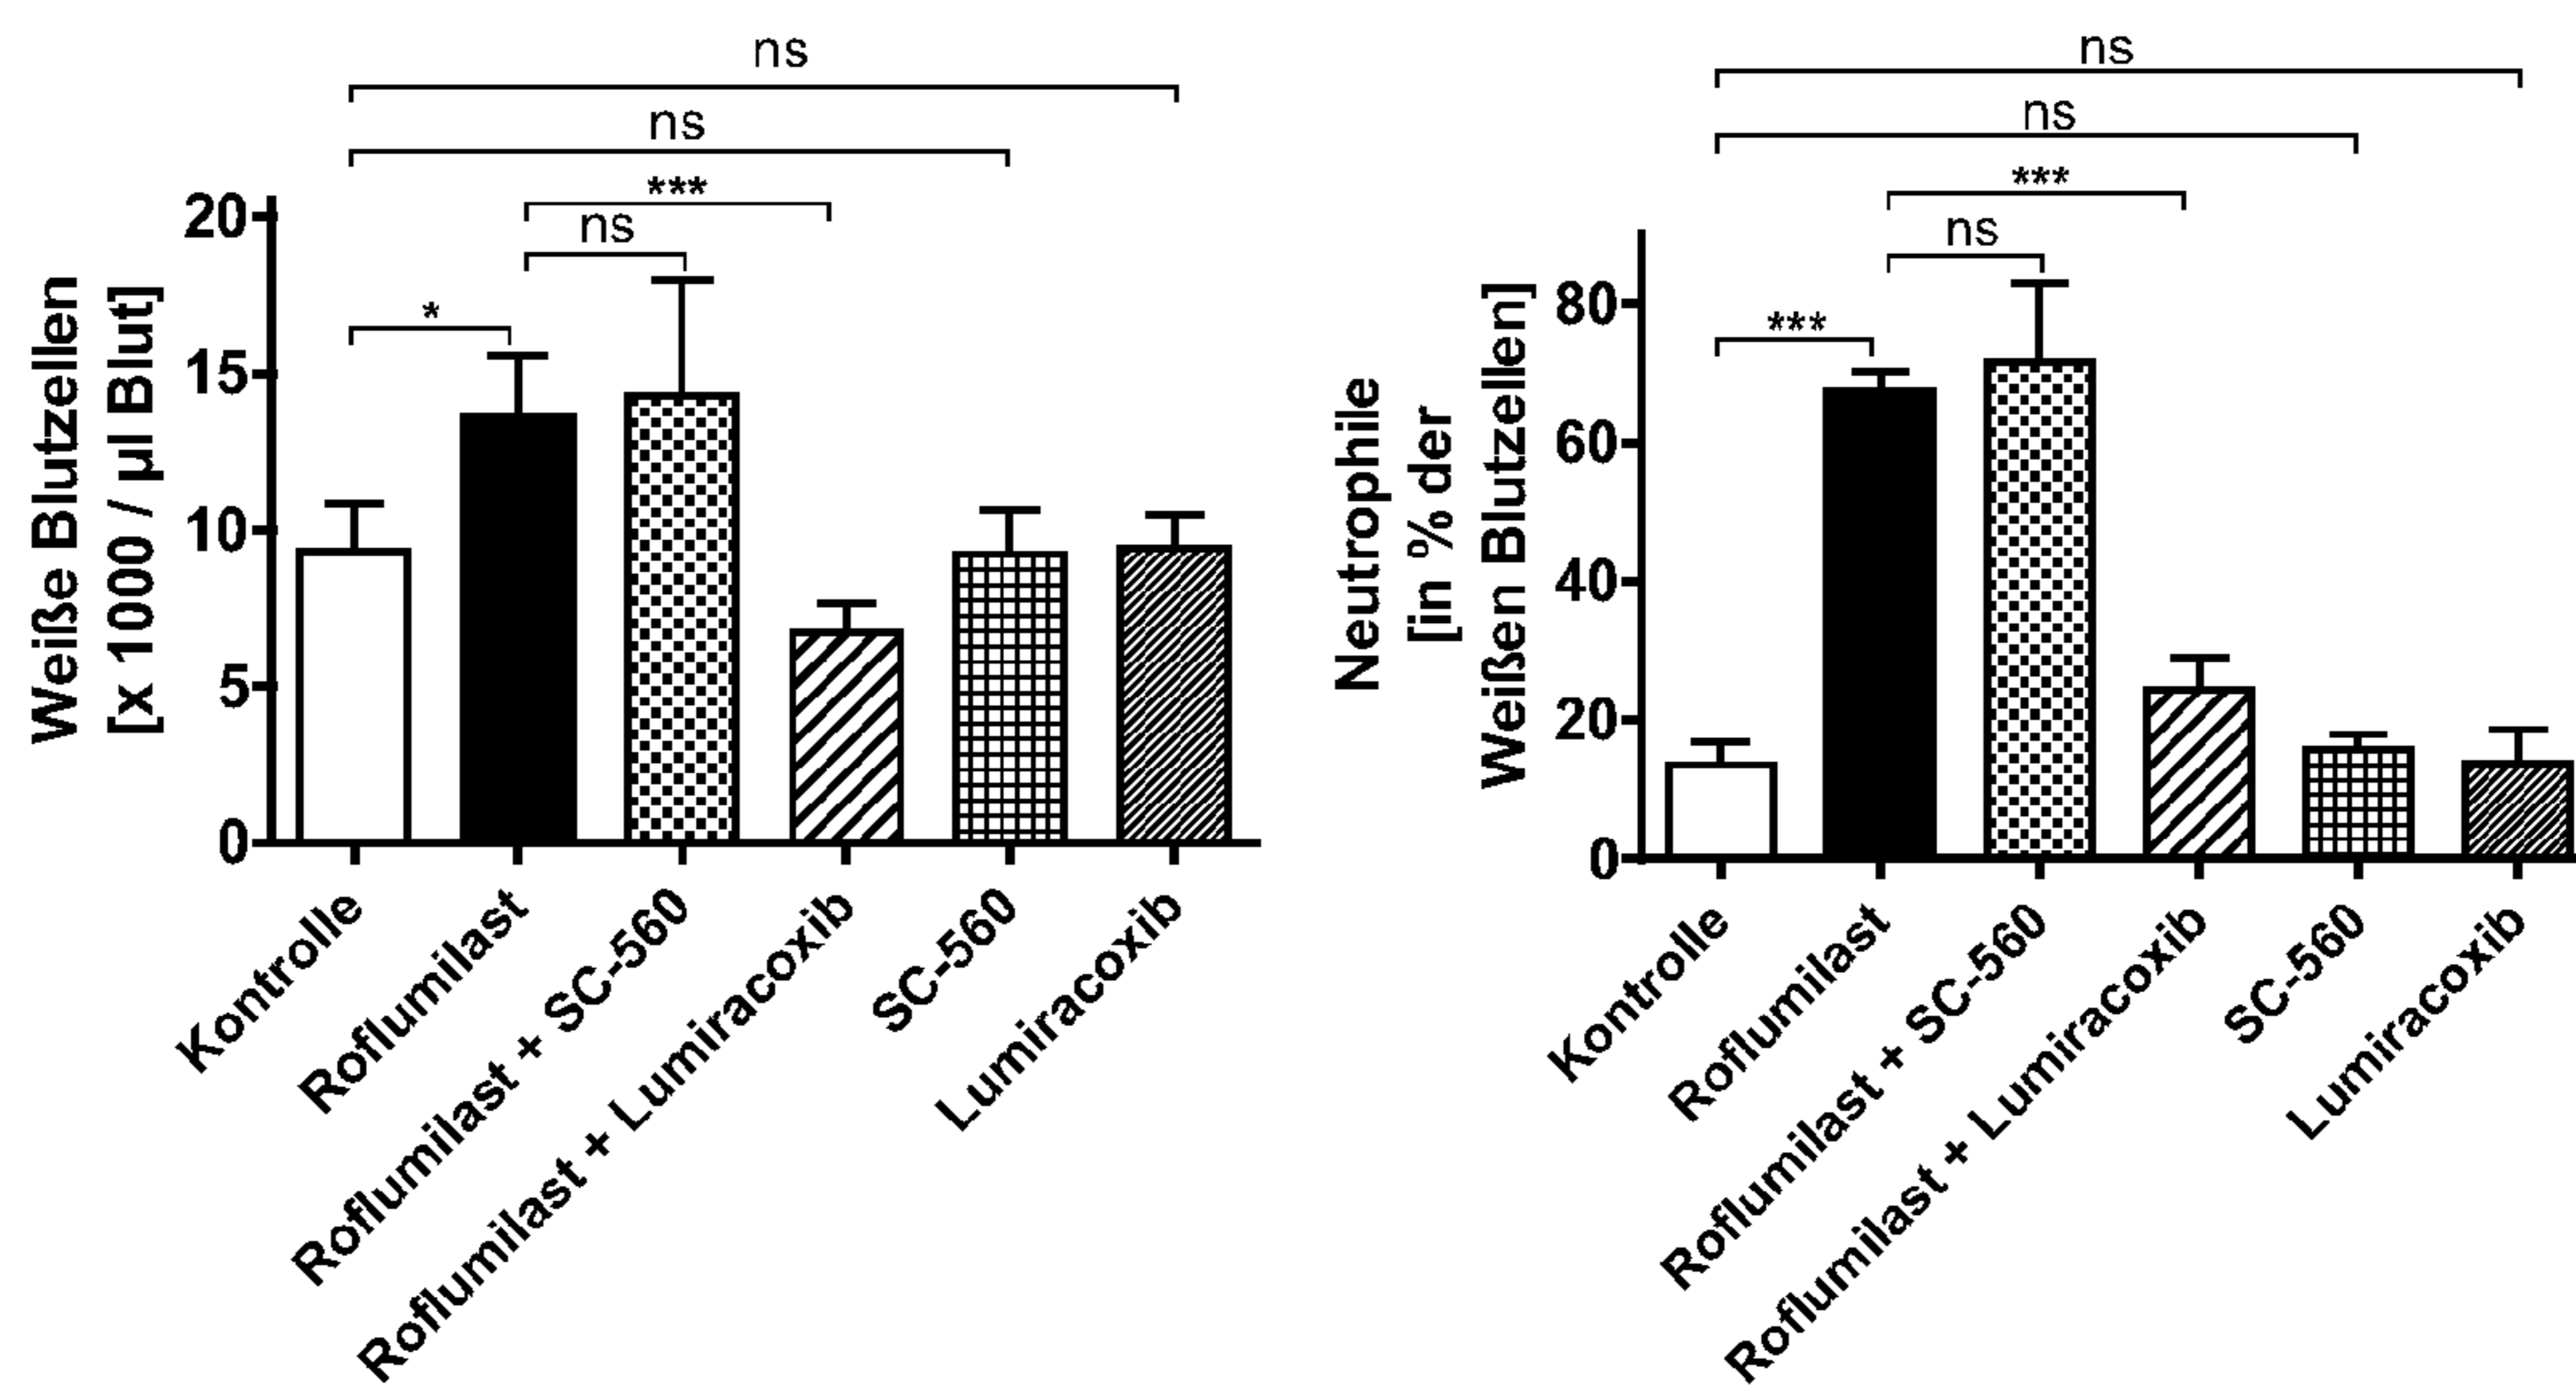 ns
ns
***
ns
*
20
15
10
5
0
Weiße Blutzellen
[x 1000 / µl Blut]
Kontrolle
Roflumilast
Roflumilast + SC-560
Roflumilast + Lumiracoxib
SC-560
Lumiracoxib
ns
ns
***
ns
***
80
60
40
20
0
Neutrophile
[in % der
Weißen Blutzellen]
Kontrolle
Roflumilast
Roflumilast + SC-560
Roflumilast + Lumiracoxib
SC-560
Lumiracoxib